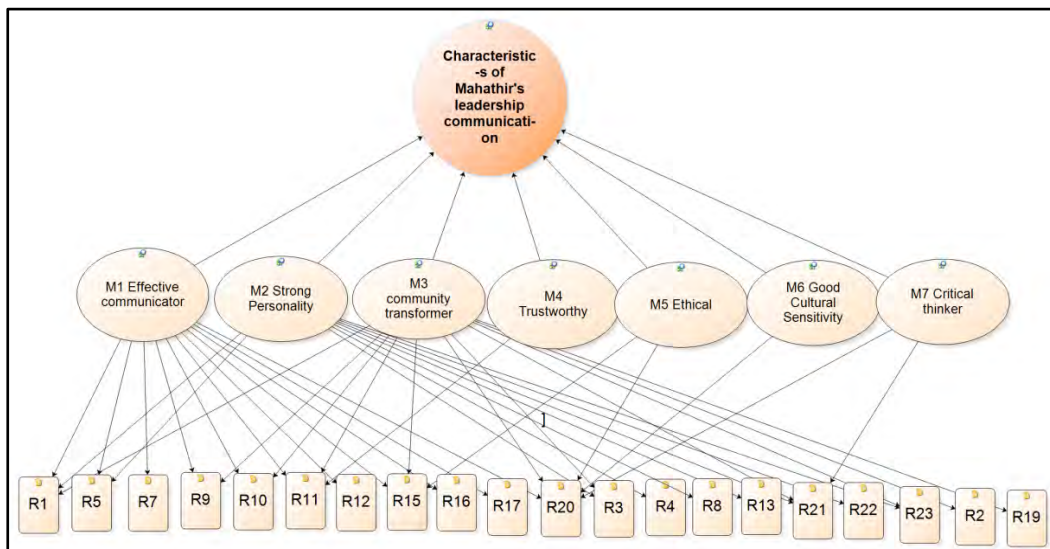 Characteristic
-s of
Mahathir's
leadership
communicati-
on
M1 Effective
communicator
M2 Strong
Personality
M3
community
transformer
M4
Trustworthy
M5 Ethical
M6 Good
Cultural
Sensitivity
M7 Critical
thinker
]
R1
R5
R7
R9
R10
R11
R12
R15
R16
R17
R20
R3
R4
R8
R13
R21
R22
R23
R2
R19